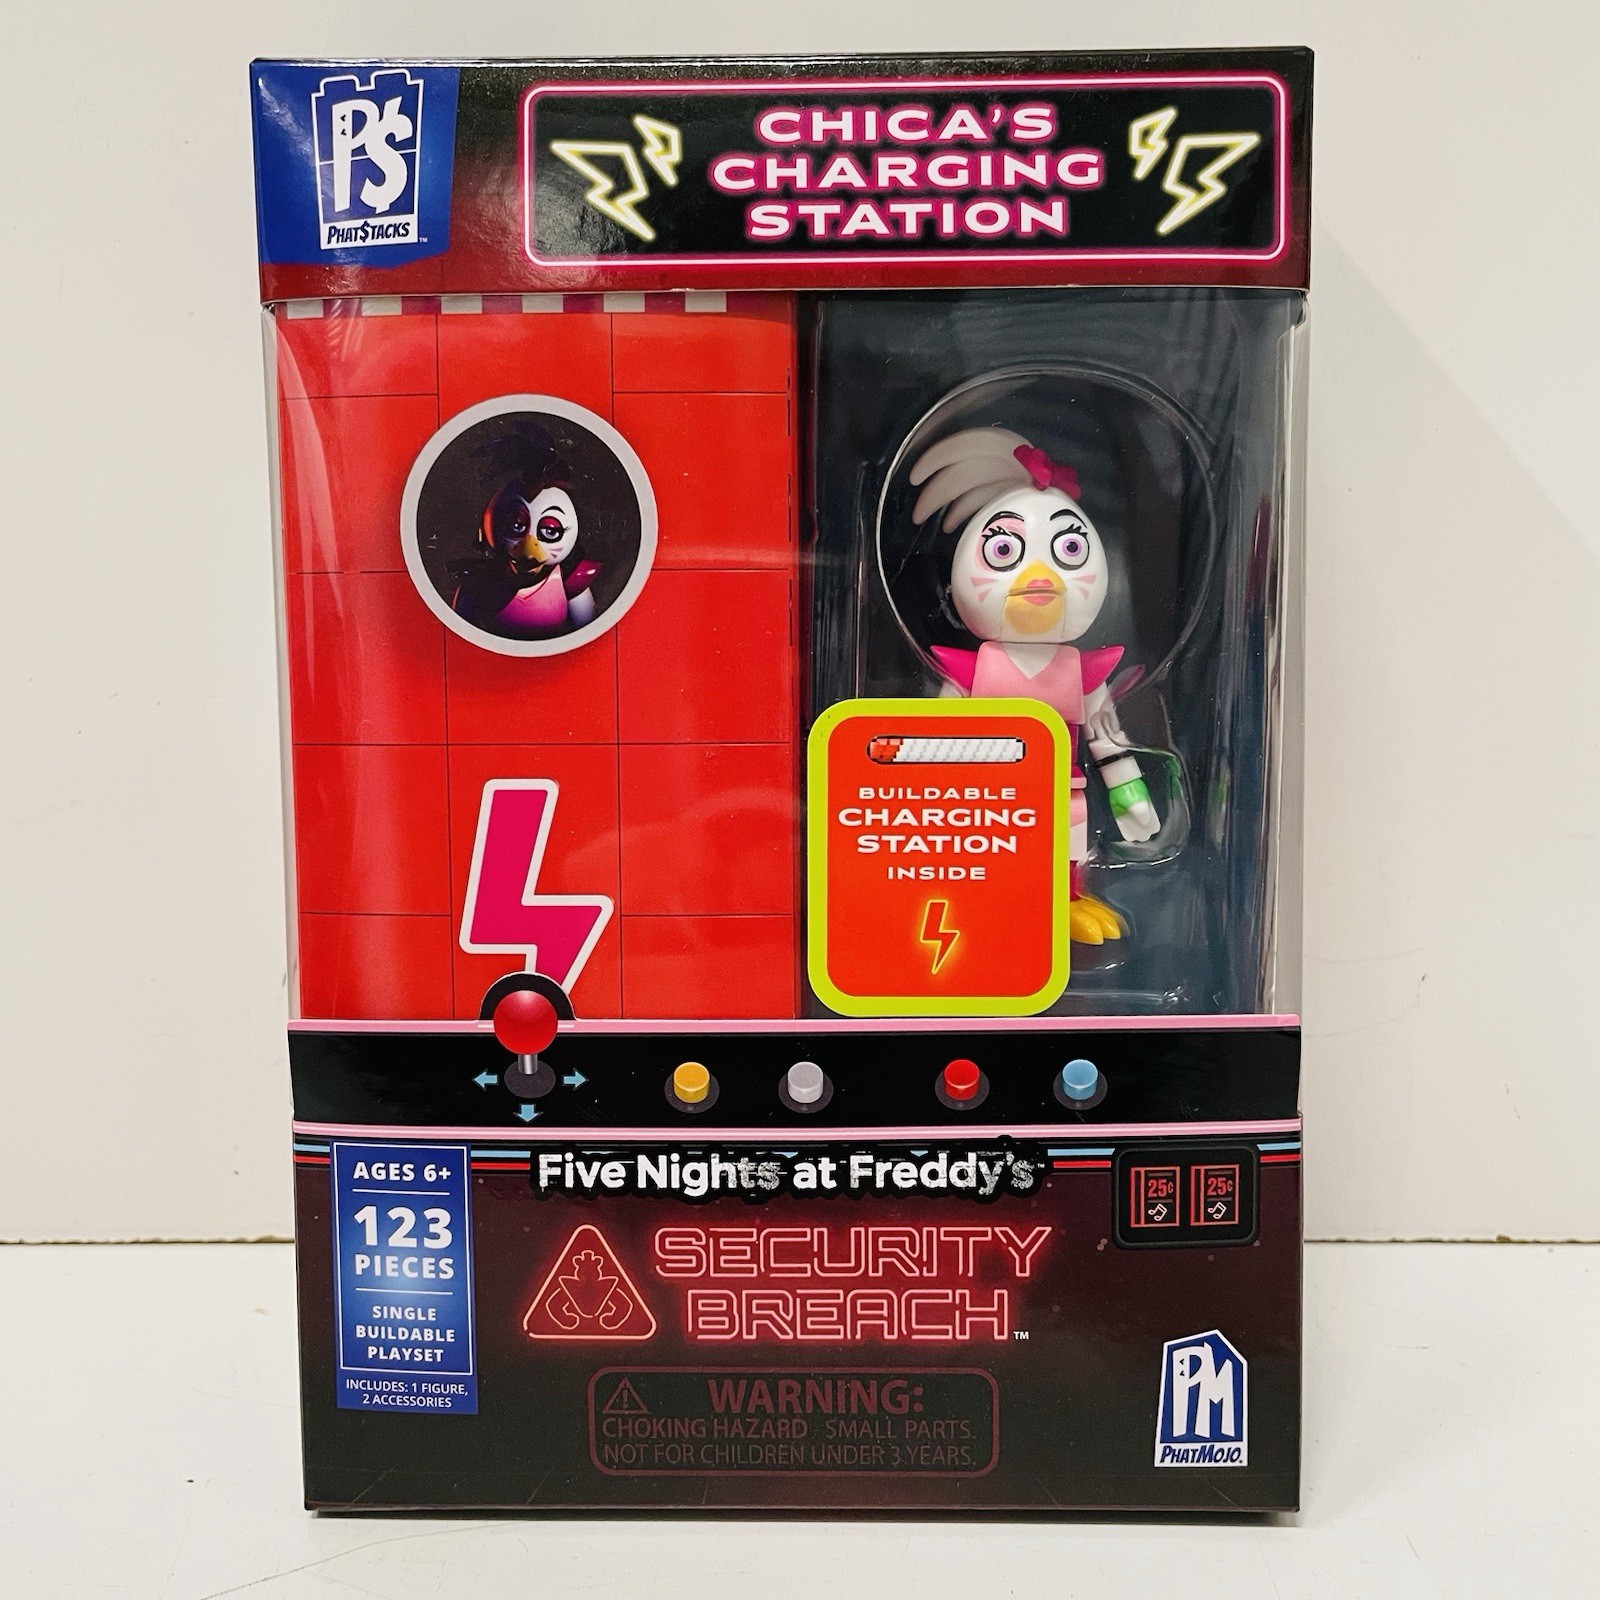 P$
PHAT$TACKS™
CHICA'S
CHARGING
STATION
BUILDABLE
CHARGING
STATION
INSIDE
AGES 6+
123
PIECES
SINGLE
BUILDABLE
PLAYSET
INCLUDES: 1 FIGURE,
2 ACCESSORIES
Five Nights at Freddy's
SECURITY
BREACH™
25¢ 25¢
WARNING:
CHOKING HAZARD - SMALL PARTS.
NOT FOR CHILDREN UNDER 3 YEARS.
PM
PHATMOJO.